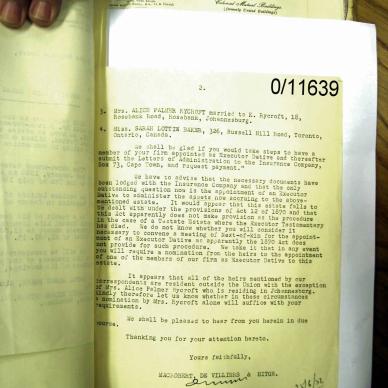 Colonial Mutual Buildings,
(formerly Exced Buildings)
2.
0/11639
3. Mrs. ALICE PALMER RYCROFT married to E. Rycroft, 18,
Rosebank Road, Rosebank, Johannesburg.
4. Miss. SARAH LOTTIN BAKER, 326, Russell Hill Road, Toronto,
Ontario, Canada.
We shall be glad if you would take steps to have a
member of your firm appointed as Executor Dative and thereafter
submit the Letters of Administration to the Insurance Company,
Box 73, Cape Town, and request payment."
We have to advise that the necessary documents have
been lodged with the Insurance Company and that the only
outstanding question now is the appointment of an Executor
Dative to administer the assets now accruing to the above-
mentioned estate. It would appear that this estate falls to
be dealt with under the provisions of Act 12 of 1870 and that
this Act apparently does not make provision as the procedure
in the case of a Testate Estate where the Executor Testamentary
has died. We do not know whether you will consider it
necessary to convene a meeting of next-of-kin for the appoint-
ment of an Executor Dative as apparently the 1870 Act does
not provide for such procedure. We take it that in any event
you will require a nomination from the heirs to the appointment
of one of the members of our firm as Executor Dative to this
estate.
It appears that all of the heirs mentioned by our
correspondents are resident outside the Union with the exception
of Mrs. Alice Palmer Rycroft who is residing in Johannesburg.
Kindly therefore let us know whether in these circumstances
a nomination by Mrs. Rycroft alone will suffice with your
requirements.
We shall be pleased to hear from you herein in due
course.
Thanking you for your attention hereto.
Yours faithfully,
MACROBERT, DE VILLIERS & HITGE.